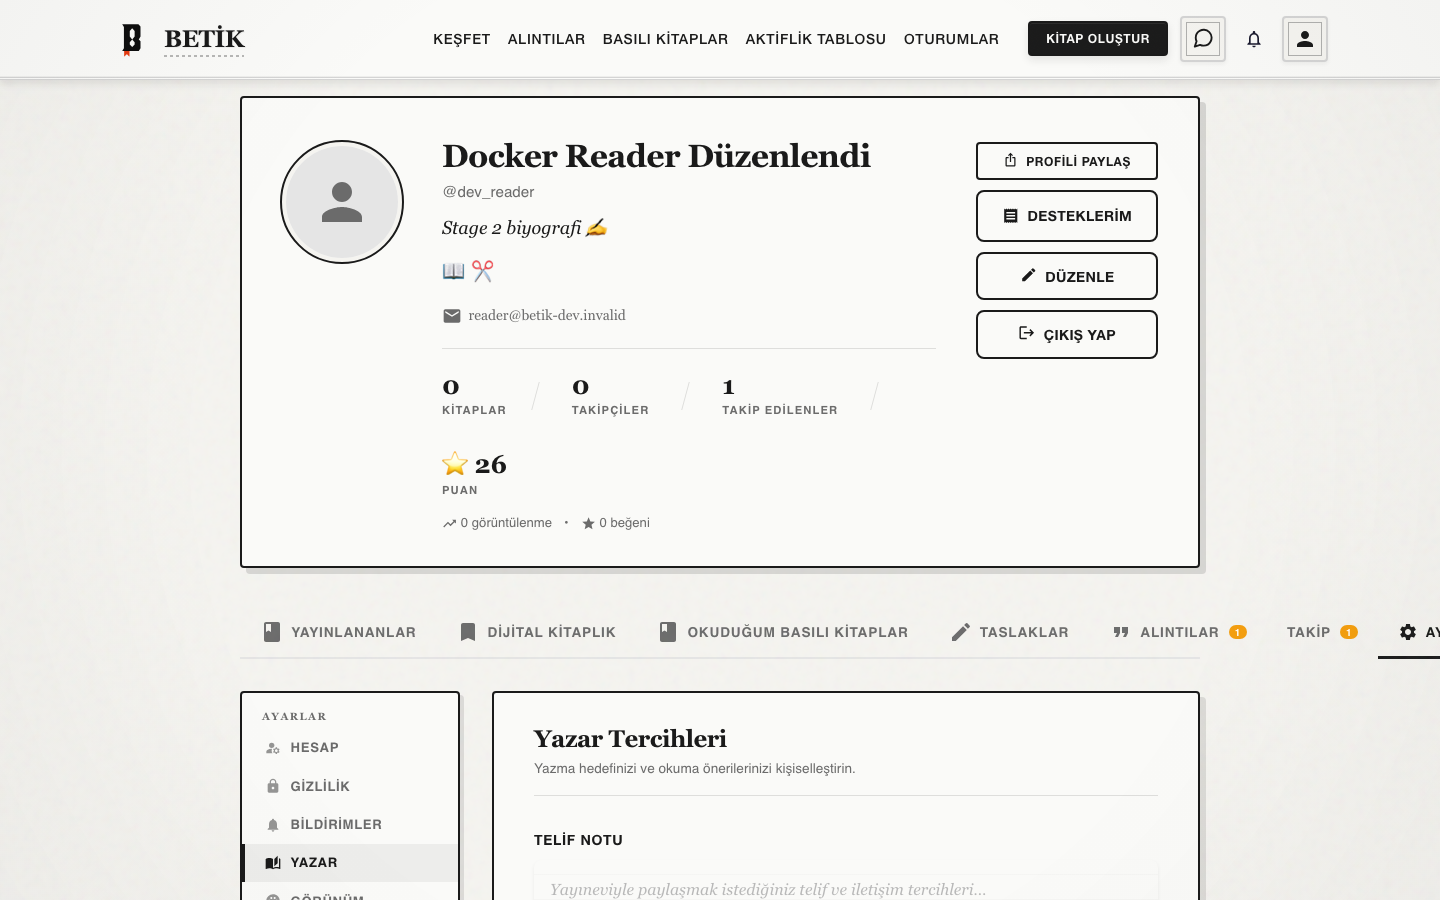 BETİK
KEŞFET ALINTILAR BASILI KİTAPLAR AKTİFLİK TABLOSU OTURUMLAR KİTAP OLUŞTUR
Docker Reader Düzenlendi
@dev_reader
Stage 2 biyografi ✍️
📖 ✂️
reader@betik-dev.invalid
PROFİLİ PAYLAŞ
DESTEKLERİM
DÜZENLE
ÇIKIŞ YAP
0 0 1
KİTAPLAR TAKİPÇİLER TAKİP EDİLENLER
⭐ 26
PUAN
0 görüntülenme • 0 beğeni
YAYINLANANLAR DİJİTAL KİTAPLIK OKUDUĞUM BASILI KİTAPLAR TASLAKLAR ALINTILAR 1 TAKİP 1 AY
AYARLAR
HESAP
GİZLİLİK
BİLDİRİMLER
YAZAR
GÖRÜNÜM
Yazar Tercihleri
Yazma hedefinizi ve okuma önerilerinizi kişiselleştirin.
TELİF NOTU
Yayıneviyle paylaşmak istediğiniz telif ve iletişim tercihleri...